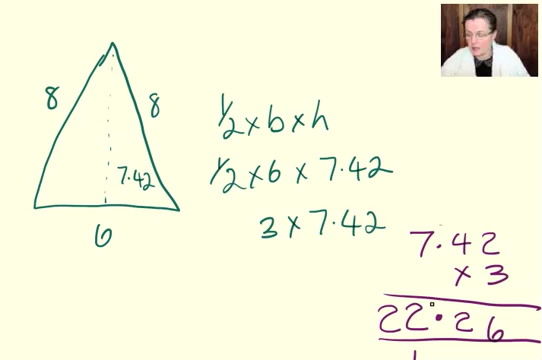 8 8
7.42
6
1/2 x b x h
1/2 x 6 x 7.42
3 x 7.42
7.42
x 3
22.26
1